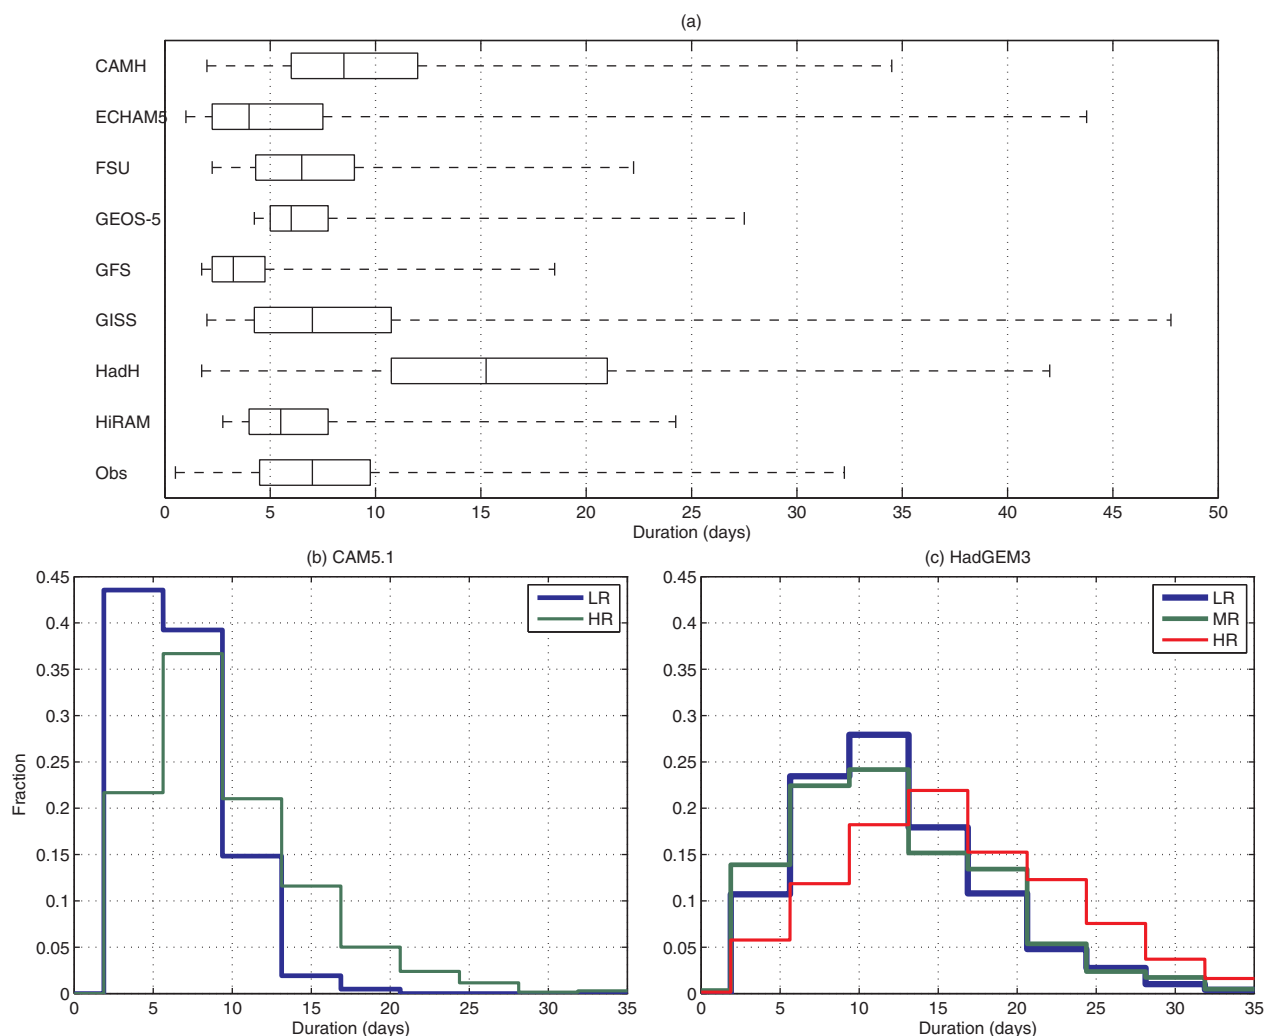 (a)
CAMH
ECHAM5
FSU
GEOS-5
GFS
GISS
HadH
HiRAM
Obs
0 5 10 15 20 25 30 35 40 45 50
Duration (days)
(b) CAM5.1
0.45
0.4
0.35
0.3
0.25
0.2
0.15
0.1
0.05
0
Fraction
LR
HR
0 5 10 15 20 25 30 35
Duration (days)
(c) HadGEM3
0.45
0.4
0.35
0.3
0.25
0.2
0.15
0.1
0.05
0
LR
MR
HR
0 5 10 15 20 25 30 35
Duration (days)